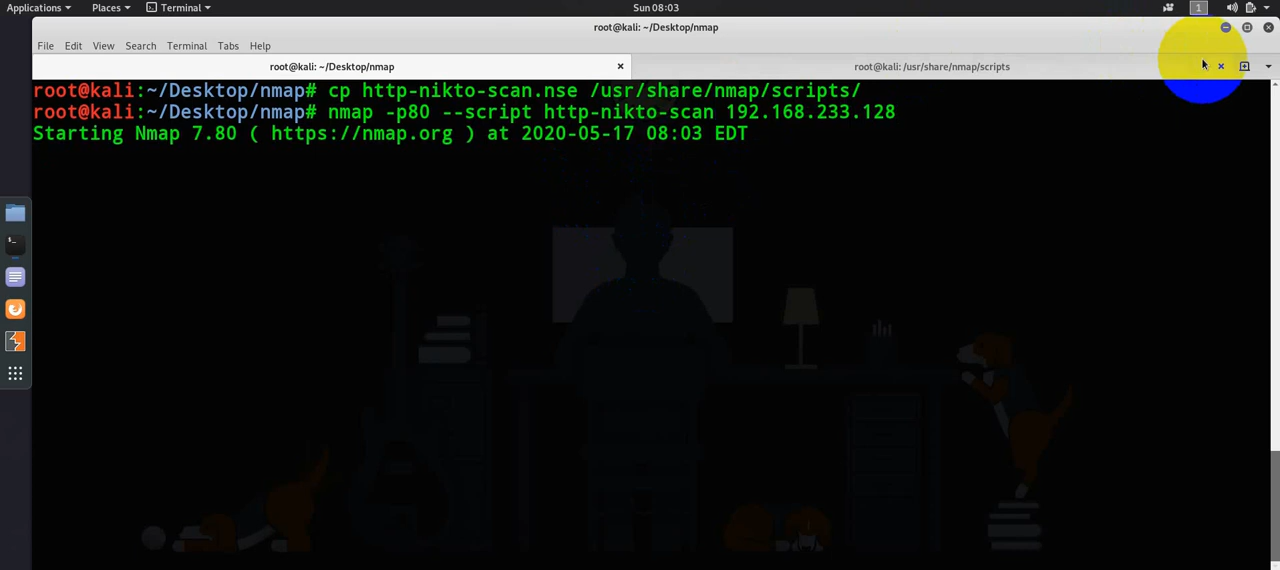 Applications Places Terminal Sun 08:03 1
root@kali: ~/Desktop/nmap
File Edit View Search Terminal Tabs Help
root@kali: ~/Desktop/nmap root@kali: /usr/share/nmap/scripts
root@kali:~/Desktop/nmap# cp http-nikto-scan.nse /usr/share/nmap/scripts/
root@kali:~/Desktop/nmap# nmap -p80 --script http-nikto-scan 192.168.233.128
Starting Nmap 7.80 ( https://nmap.org ) at 2020-05-17 08:03 EDT